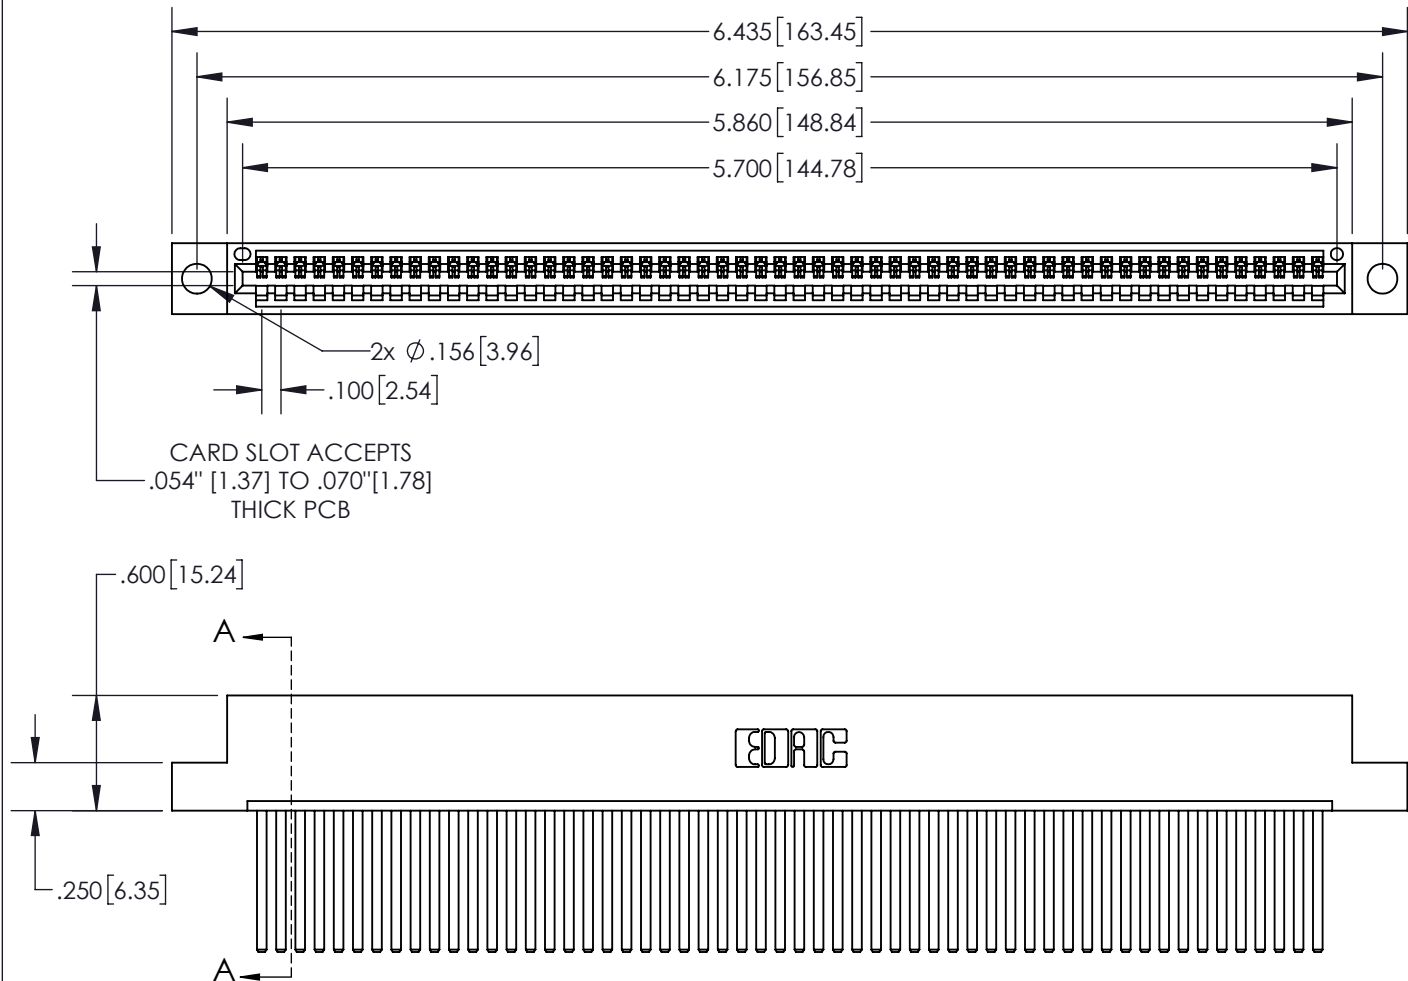 6.435[163.45]
6.175[156.85]
5.860[148.84]
5.700[144.78]
2x Ø.156[3.96]
.100[2.54]
CARD SLOT ACCEPTS
.054" [1.37] TO .070"[1.78]
THICK PCB
.600[15.24]
A
EDAC
.250[6.35]
A